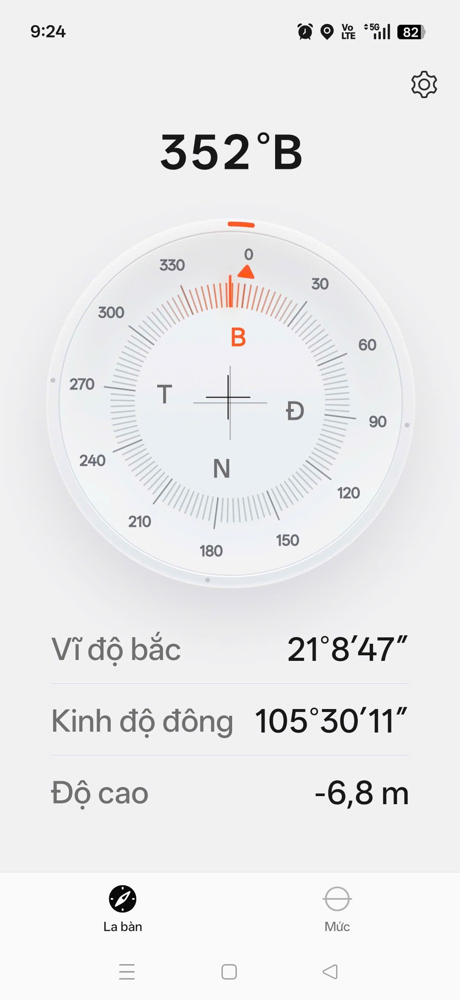 9:24
Vo
LTE
5G
82
352°B
0
330
30
300
B
60
270
T
Đ
90
240
N
120
210
150
180
Vĩ độ bắc 21°8′47″
Kinh độ đông 105°30′11″
Độ cao -6,8 m
La bàn
Mức